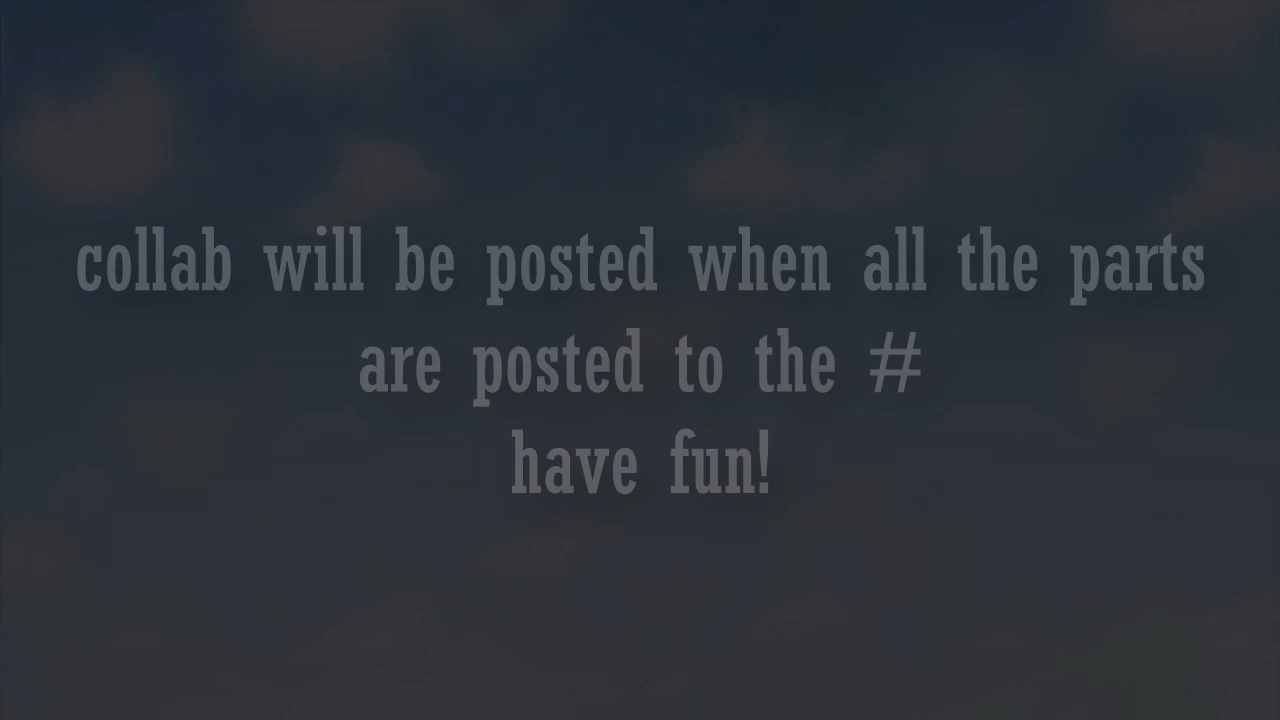 collab will be posted when all the parts
are posted to the #
have fun!